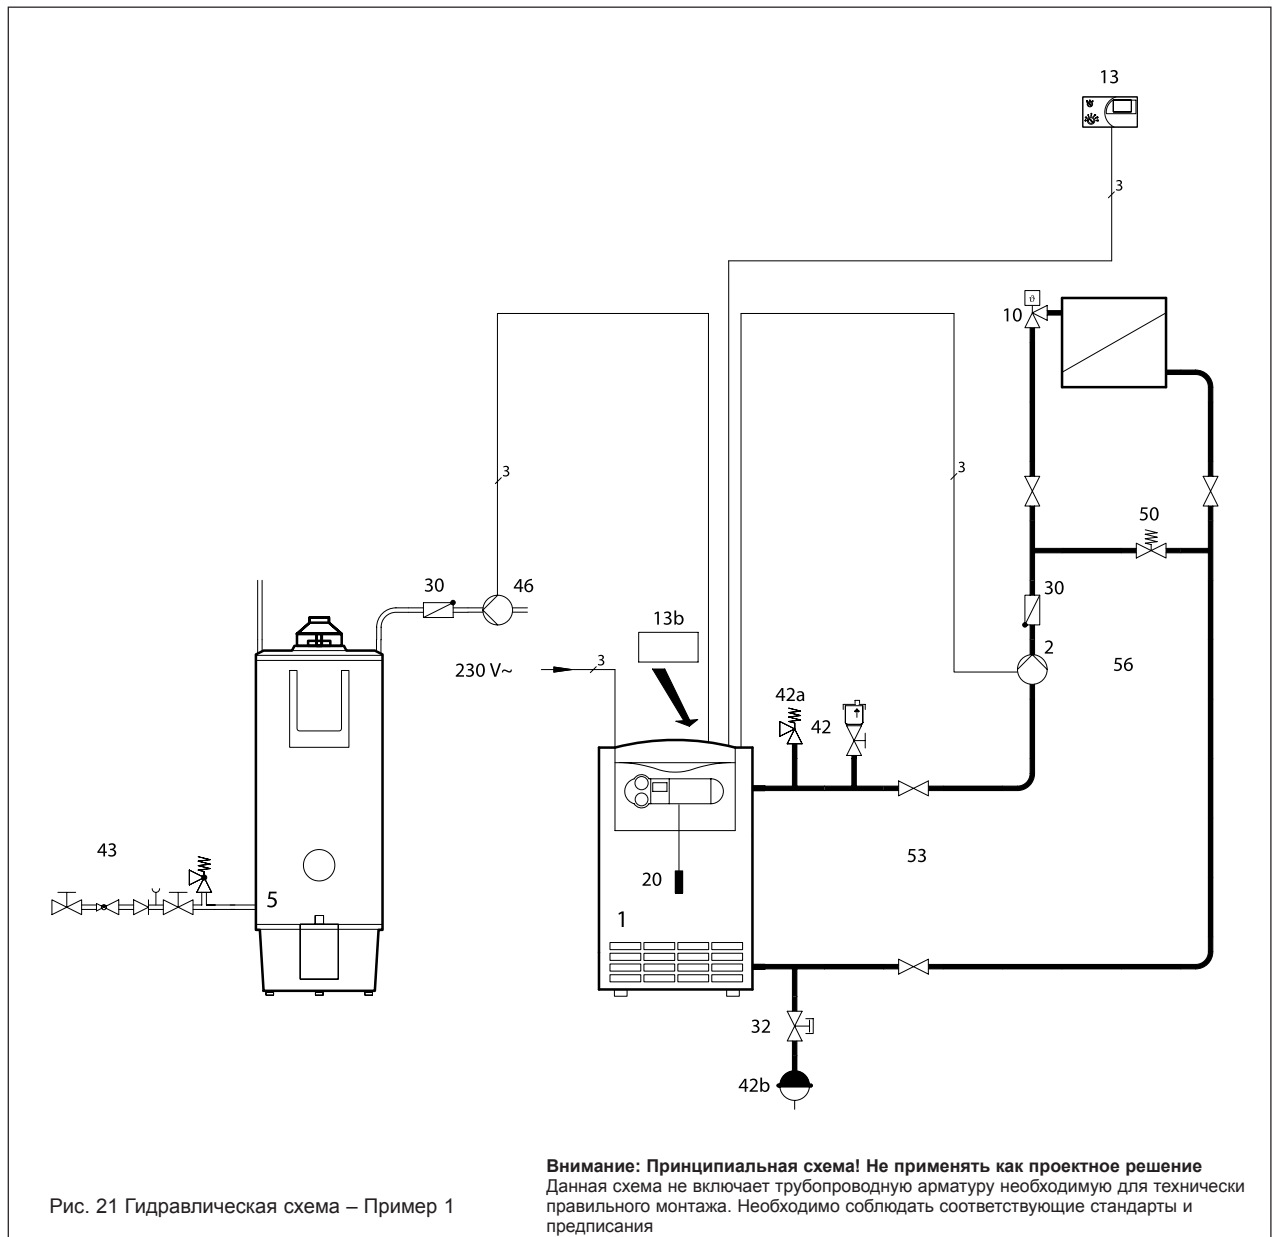 13
3
ϑ
10
3
3
50
30
46
30
13b
2
230 V~
3
56
42a
42
43
53
20
5
1
32
42b
Внимание: Принципиальная схема! Не применять как проектное решение
Данная схема не включает трубопроводную арматуру необходимую для технически
правильного монтажа. Необходимо соблюдать соответствующие стандарты и
предписания
Рис. 21 Гидравлическая схема – Пример 1